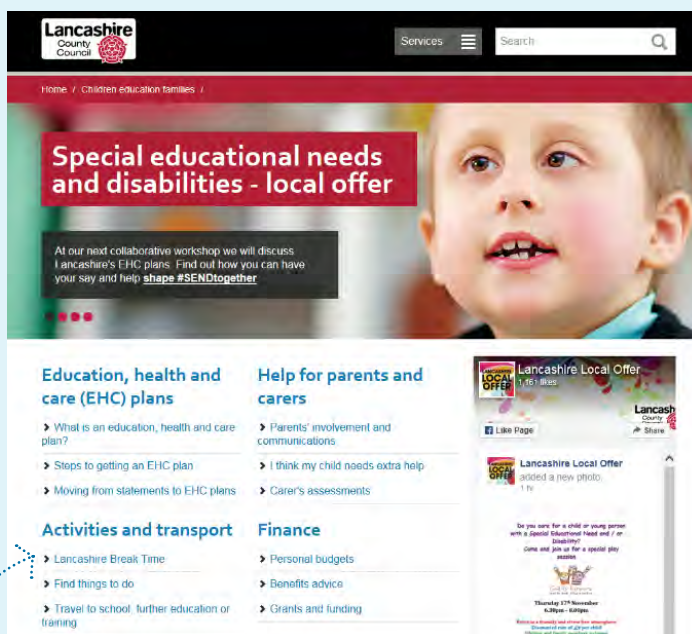 Lancashire
County
Council
Services
Search
Home / Children education families /
Special educational needs
and disabilities - local offer
At our next collaborative workshop we will discuss
Lancashire's EHC plans. Find out how you can have
your say and help shape #SENDtogether
Education, health and
care (EHC) plans
> What is an education, health and care
plan?
> Steps to getting an EHC plan
> Moving from statements to EHC plans
Help for parents and
carers
> Parents' involvement and
communications
> I think my child needs extra help
> Carer's assessments
Activities and transport
> Lancashire Break Time
> Find things to do
> Travel to school, further education or
training
Finance
> Personal budgets
> Benefits advice
> Grants and funding
LANCASHIRE
LOCAL
OFFER
Lancashire Local Offer
likes
Lancash
County
Like Page
Share
LOCAL
OFFER
Lancashire Local Offer
added a new photo.
Do you care for a child or young person
with a Special Educational Need and / or
Disability?
Come and join us for a special play
session
Thursday 17th November